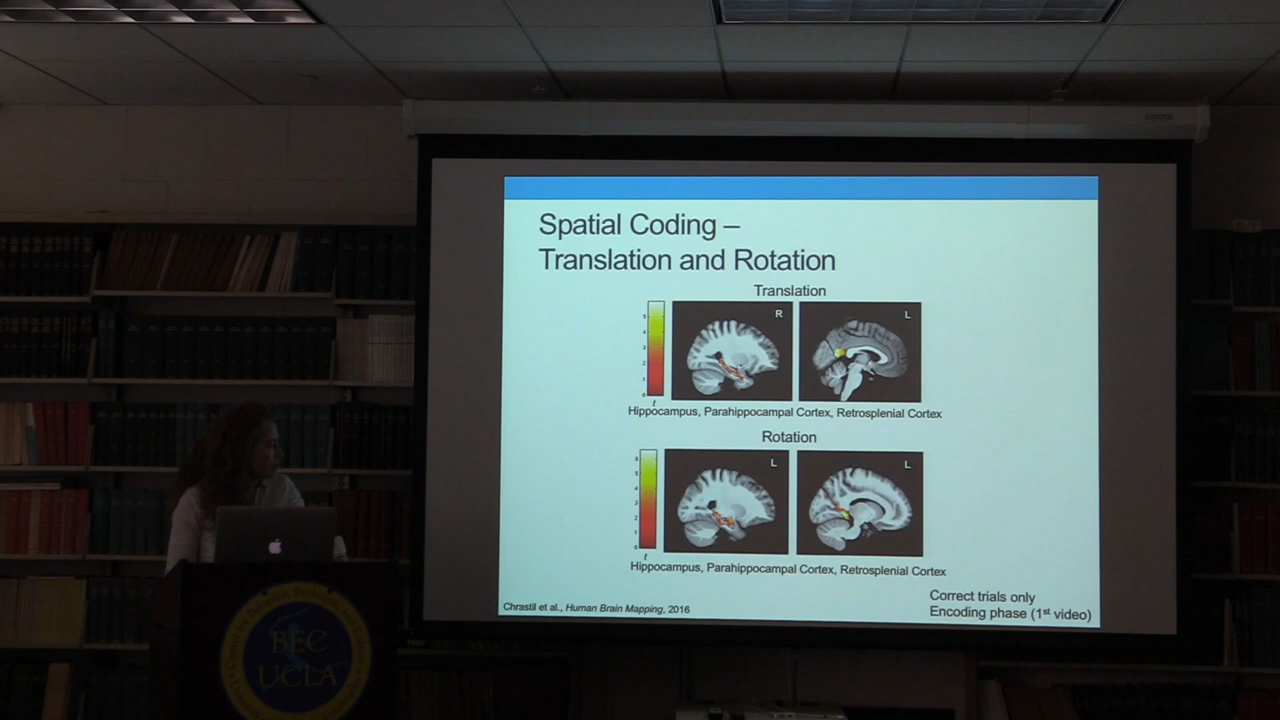 Spatial Coding –
Translation and Rotation
Translation
R
L
t
Hippocampus, Parahippocampal Cortex, Retrosplenial Cortex
Rotation
L
L
t
Hippocampus, Parahippocampal Cortex, Retrosplenial Cortex
Correct trials only
Encoding phase (1st video)
Chrastil et al., Human Brain Mapping, 2016
BEC
UCLA